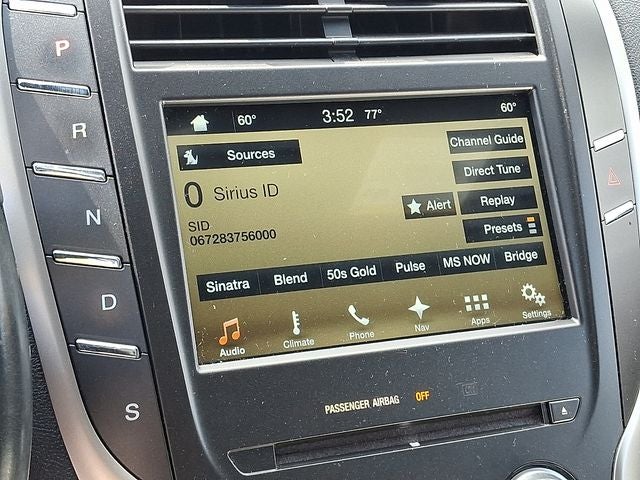 P
R
N
D
S
60° 3:52 77° 60°
Sources
Channel Guide
0 Sirius ID
Direct Tune
Alert
Replay
SID
067283756000
Presets
Sinatra Blend 50s Gold Pulse MS NOW Bridge
Audio Climate Phone Nav Apps Settings
PASSENGER AIRBAG OFF